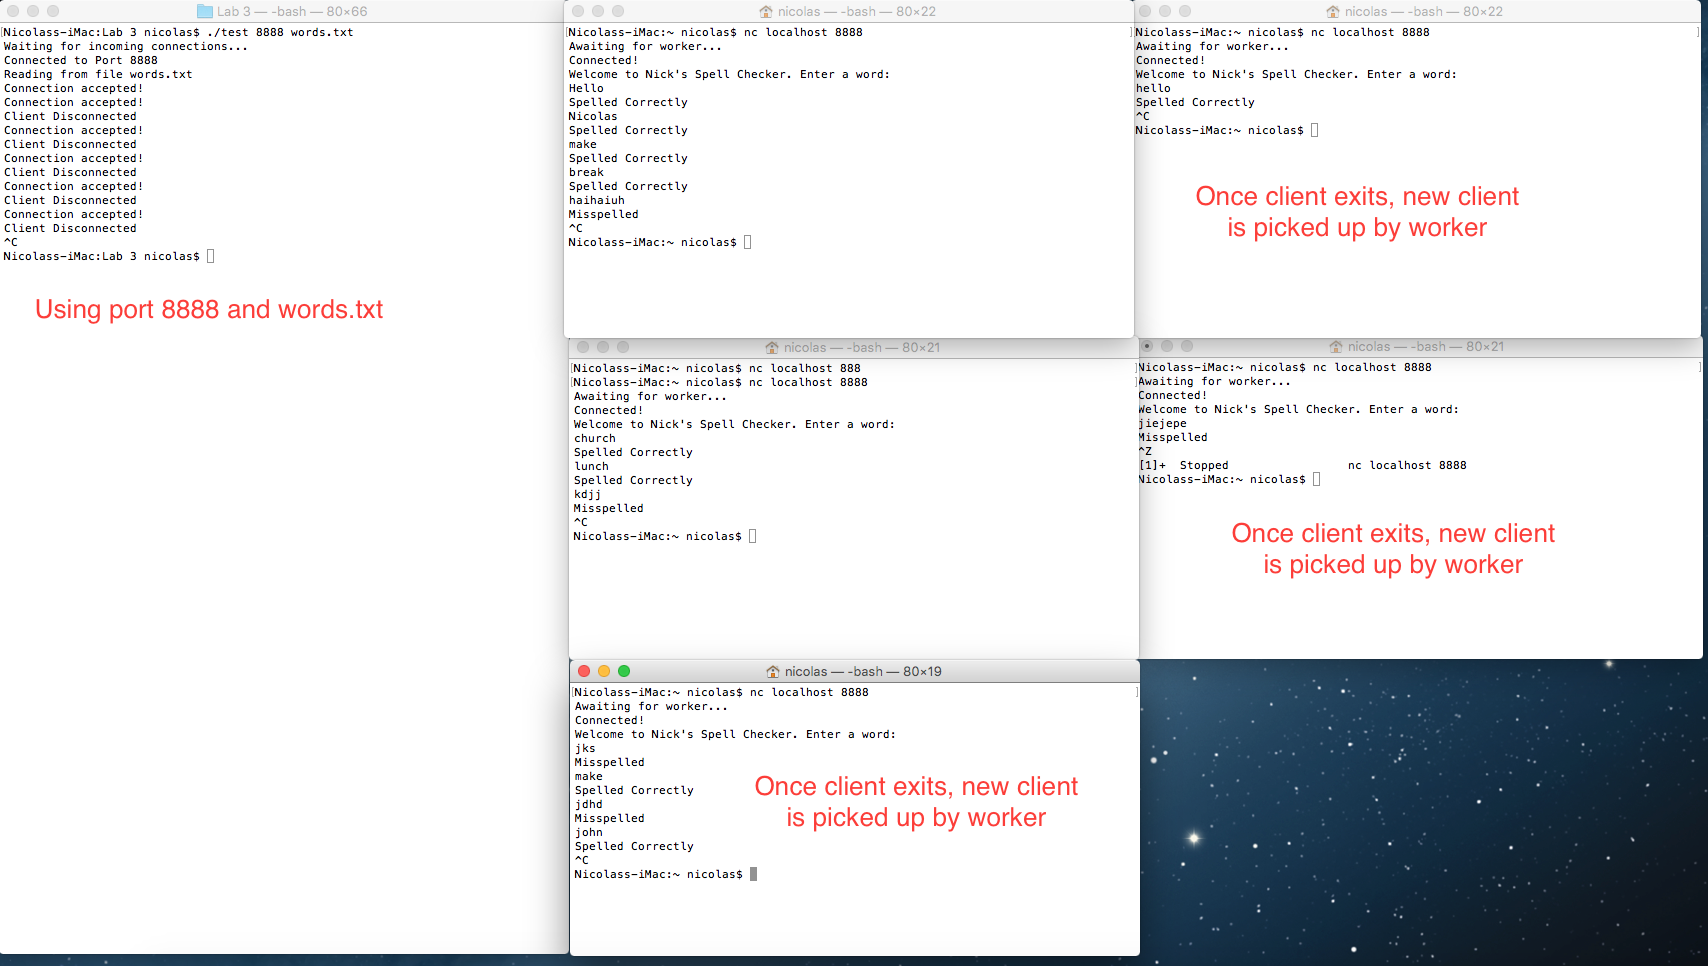 Lab 3 — -bash — 80×66
Nicolass-iMac:Lab 3 nicolas$ ./test 8888 words.txt
Waiting for incoming connections...
Connected to Port 8888
Reading from file words.txt
Connection accepted!
Connection accepted!
Client Disconnected
Connection accepted!
Client Disconnected
Connection accepted!
Client Disconnected
Connection accepted!
Client Disconnected
Connection accepted!
Client Disconnected
^C
Nicolass-iMac:Lab 3 nicolas$
Using port 8888 and words.txt
nicolas — -bash — 80×22
Nicolass-iMac:~ nicolas$ nc localhost 8888
Awaiting for worker...
Connected!
Welcome to Nick's Spell Checker. Enter a word:
Hello
Spelled Correctly
Nicolas
Spelled Correctly
make
Spelled Correctly
break
Spelled Correctly
haihaiuh
Misspelled
^C
Nicolass-iMac:~ nicolas$
nicolas — -bash — 80×22
Nicolass-iMac:~ nicolas$ nc localhost 8888
Awaiting for worker...
Connected!
Welcome to Nick's Spell Checker. Enter a word:
hello
Spelled Correctly
^C
Nicolass-iMac:~ nicolas$
Once client exits, new client
is picked up by worker
nicolas — -bash — 80×21
Nicolass-iMac:~ nicolas$ nc localhost 888
Nicolass-iMac:~ nicolas$ nc localhost 8888
Awaiting for worker...
Connected!
Welcome to Nick's Spell Checker. Enter a word:
church
Spelled Correctly
lunch
Spelled Correctly
kdjj
Misspelled
^C
Nicolass-iMac:~ nicolas$
nicolas — -bash — 80×21
Nicolass-iMac:~ nicolas$ nc localhost 8888
Awaiting for worker...
Connected!
Welcome to Nick's Spell Checker. Enter a word:
jiejepe
Misspelled
^Z
[1]+  Stopped                 nc localhost 8888
Nicolass-iMac:~ nicolas$
Once client exits, new client
is picked up by worker
nicolas — -bash — 80×19
Nicolass-iMac:~ nicolas$ nc localhost 8888
Awaiting for worker...
Connected!
Welcome to Nick's Spell Checker. Enter a word:
jks
Misspelled
make
Spelled Correctly
jdhd
Misspelled
john
Spelled Correctly
^C
Nicolass-iMac:~ nicolas$
Once client exits, new client
is picked up by worker